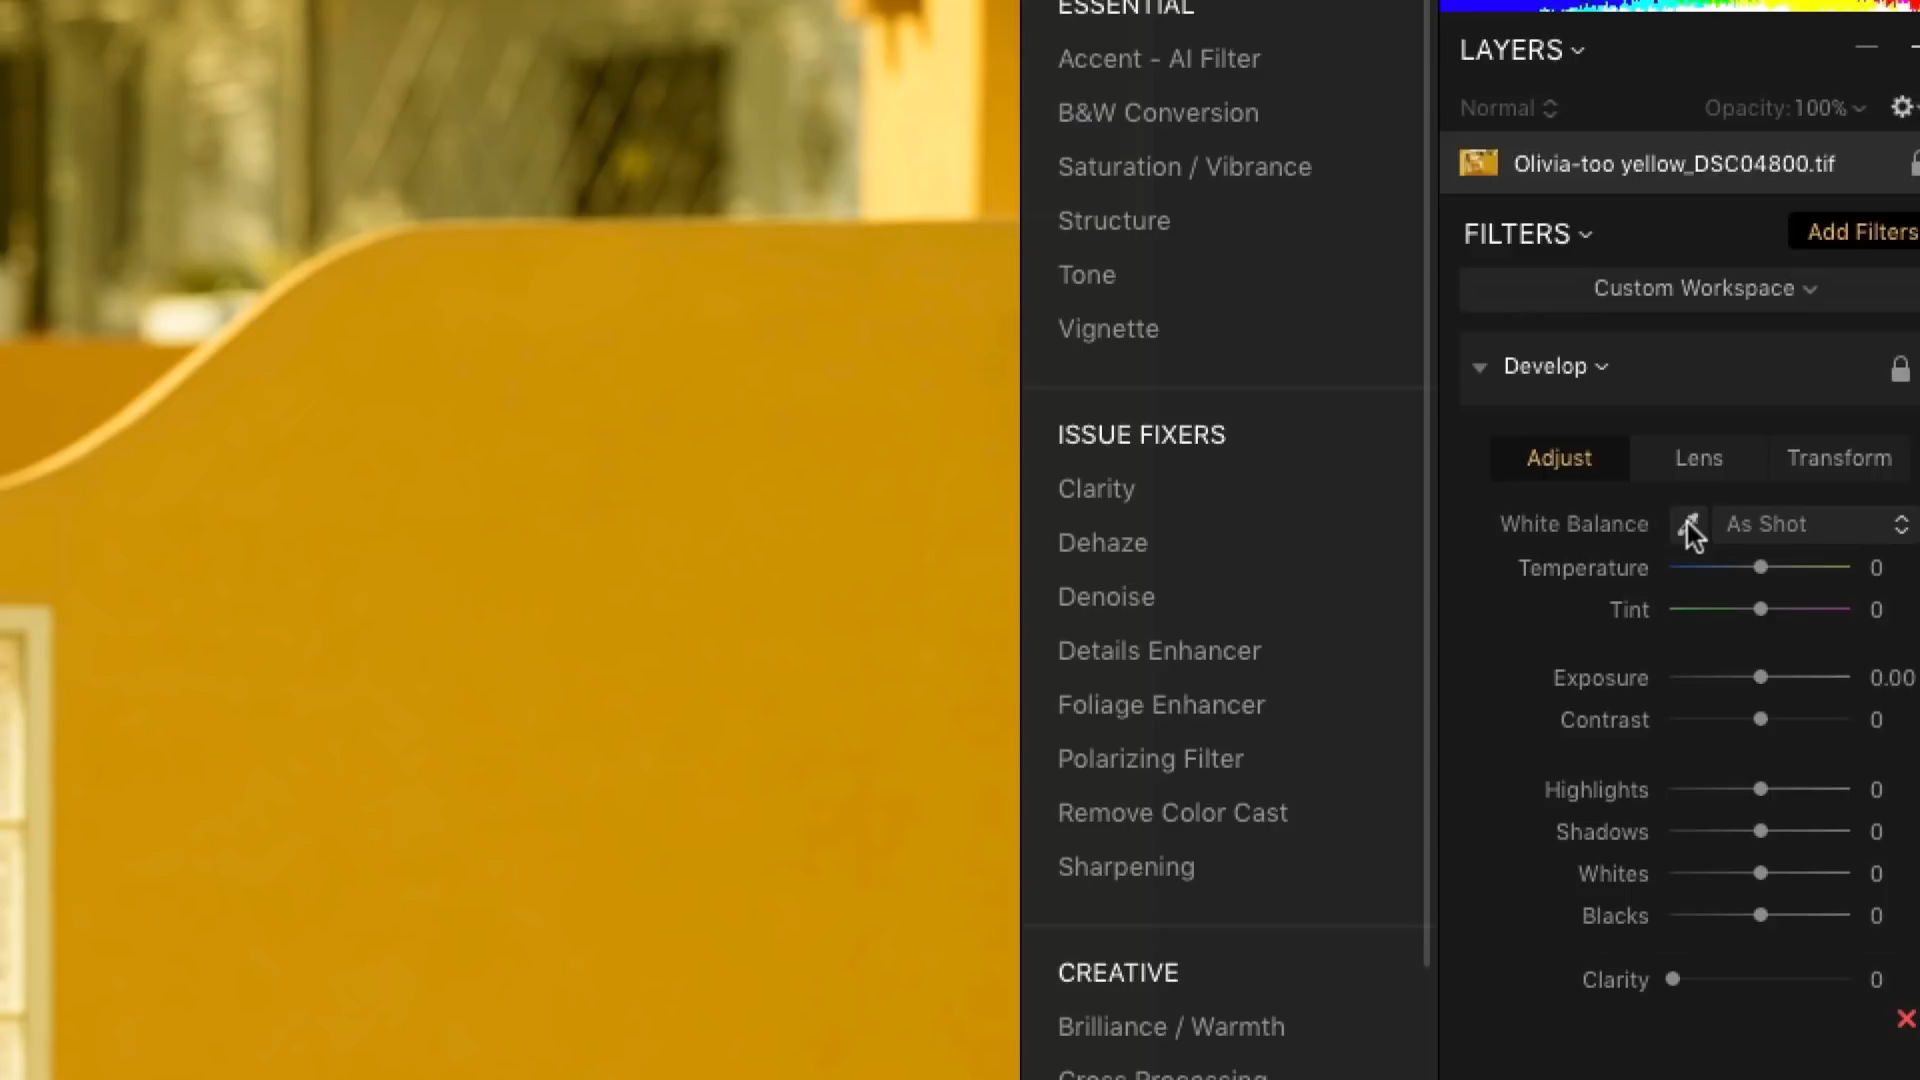 ESSENTIAL
Accent - AI Filter
B&W Conversion
Saturation / Vibrance
Structure
Tone
Vignette
ISSUE FIXERS
Clarity
Dehaze
Denoise
Details Enhancer
Foliage Enhancer
Polarizing Filter
Remove Color Cast
Sharpening
CREATIVE
Brilliance / Warmth
Cross Processing
LAYERS
Normal Opacity: 100%
Olivia-too yellow_DSC04800.tif
FILTERS Add Filters
Custom Workspace
Develop
Adjust Lens Transform
White Balance As Shot
Temperature 0
Tint 0
Exposure 0.00
Contrast 0
Highlights 0
Shadows 0
Whites 0
Blacks 0
Clarity 0